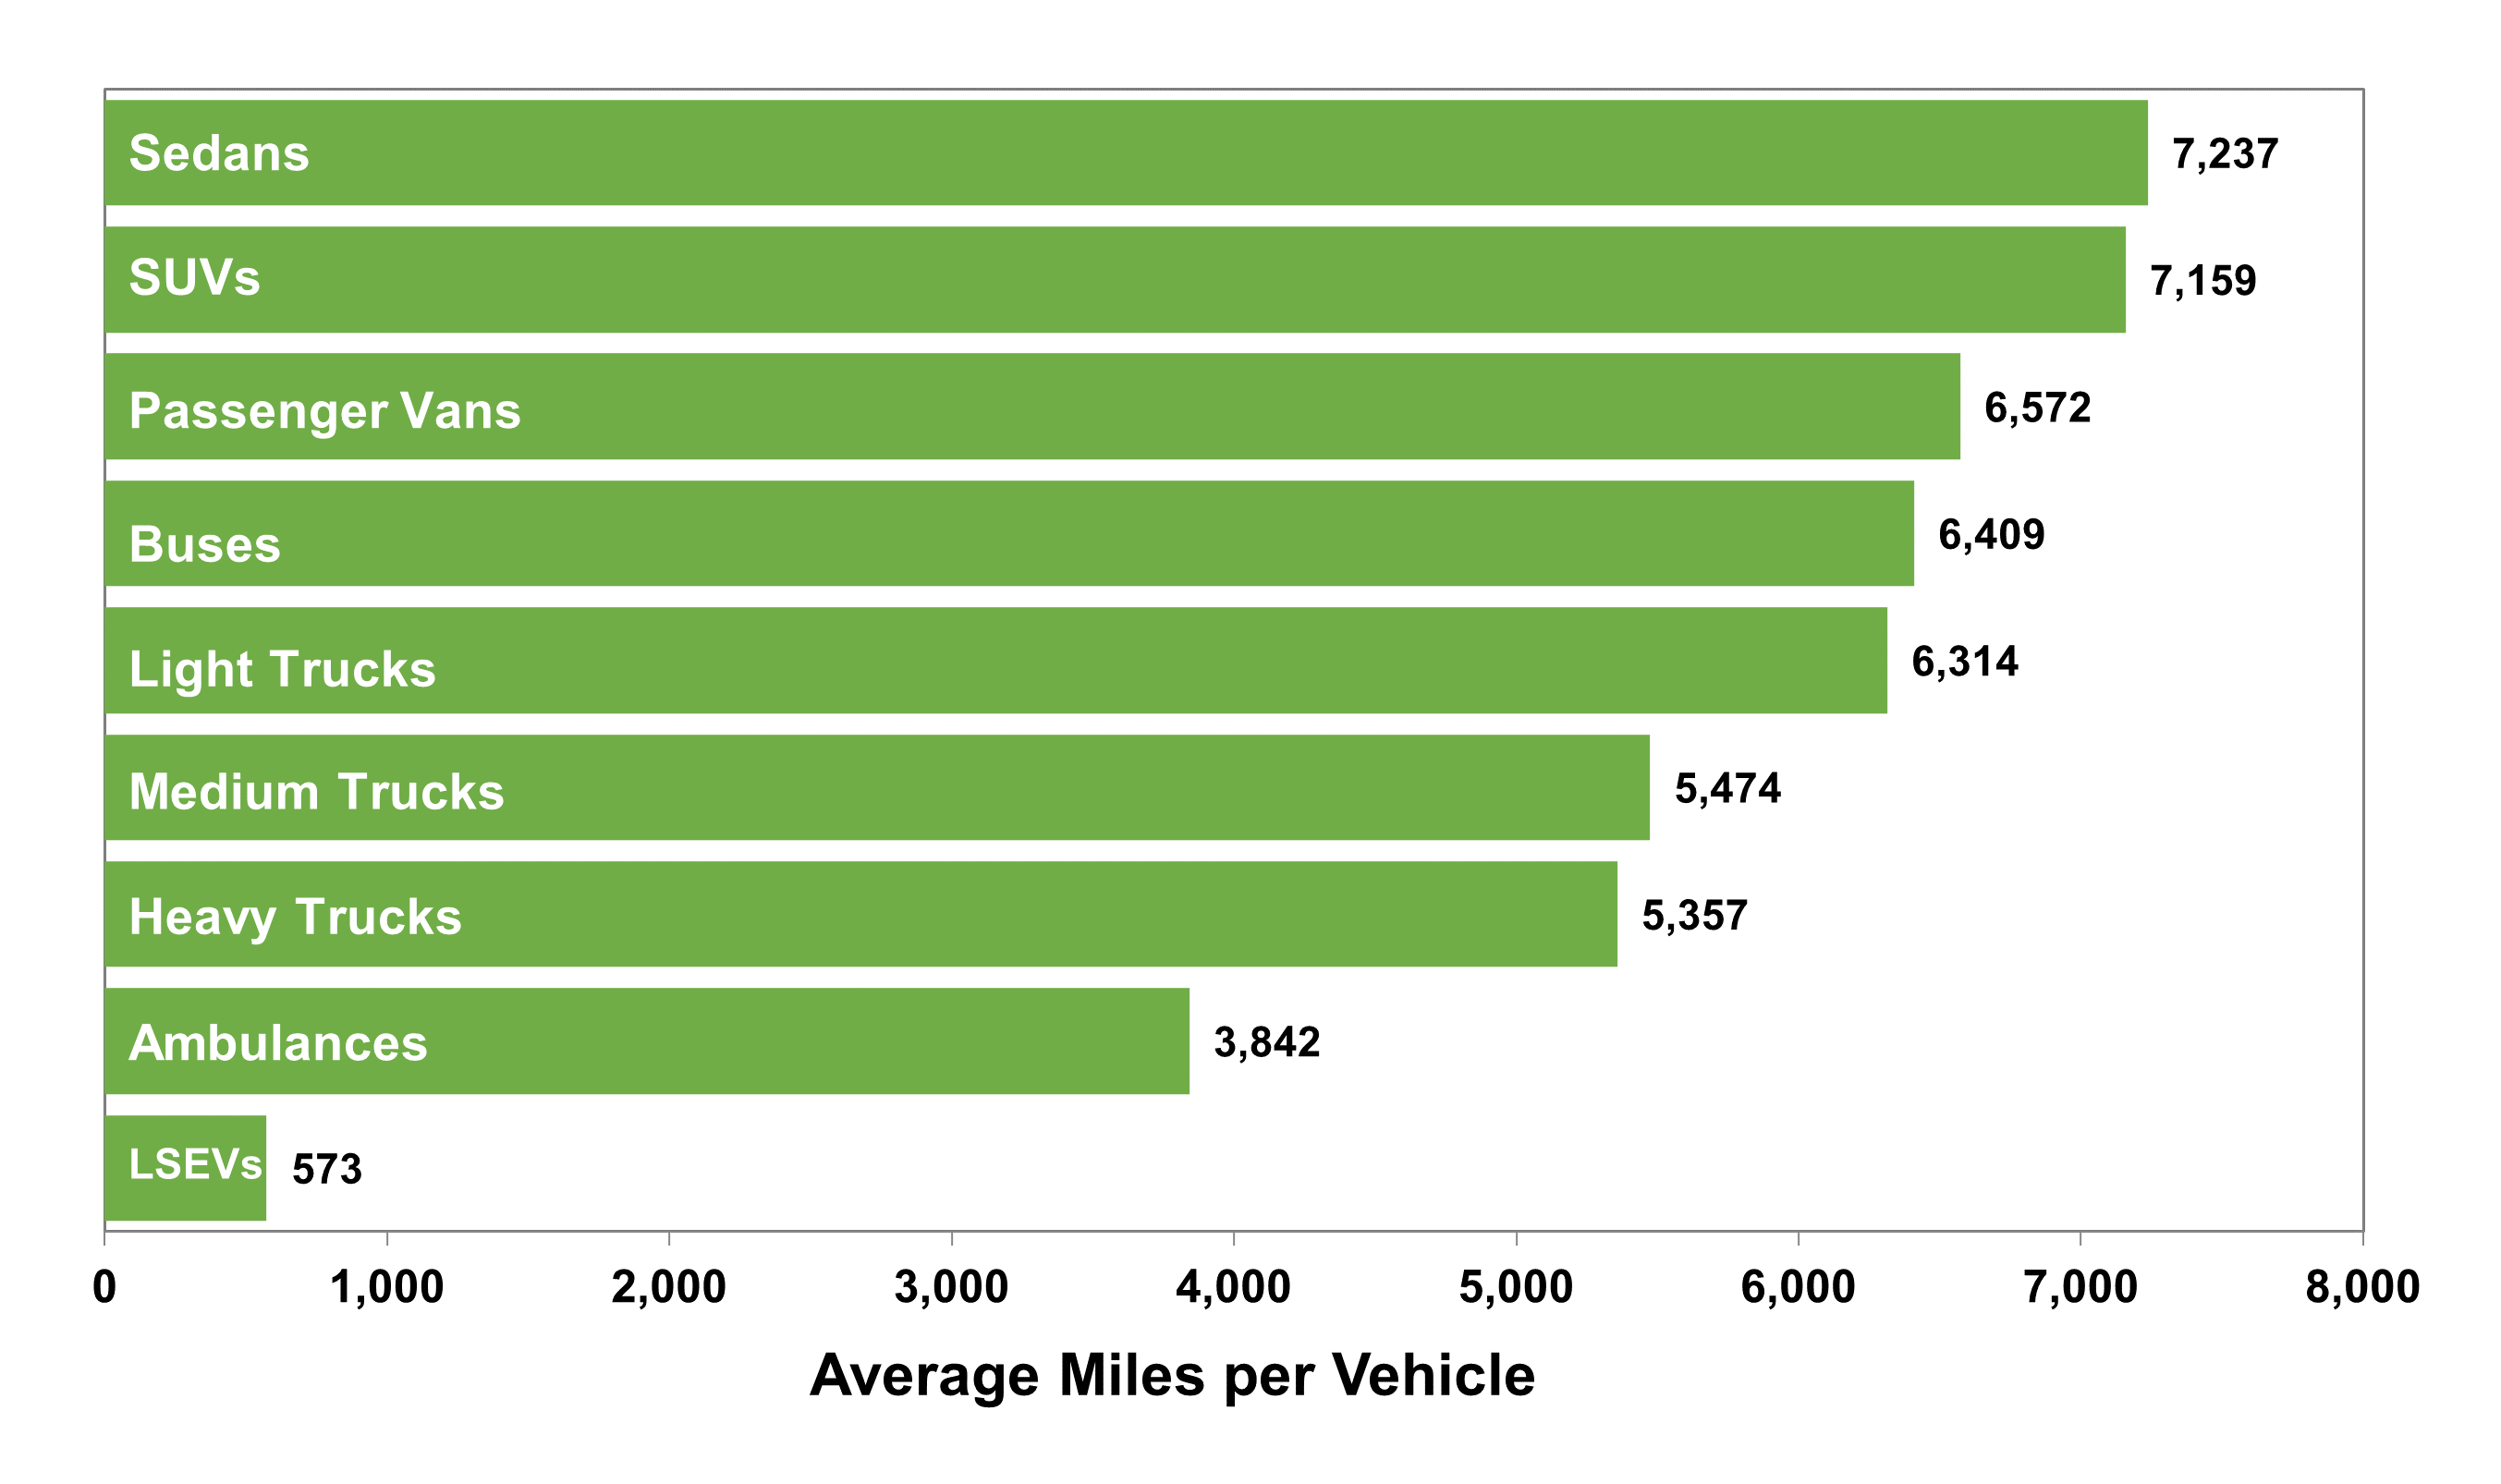 Sedans 7,237
SUVs 7,159
Passenger Vans 6,572
Buses 6,409
Light Trucks 6,314
Medium Trucks 5,474
Heavy Trucks 5,357
Ambulances 3,842
LSEVs 573
0 1,000 2,000 3,000 4,000 5,000 6,000 7,000 8,000
Average Miles per Vehicle